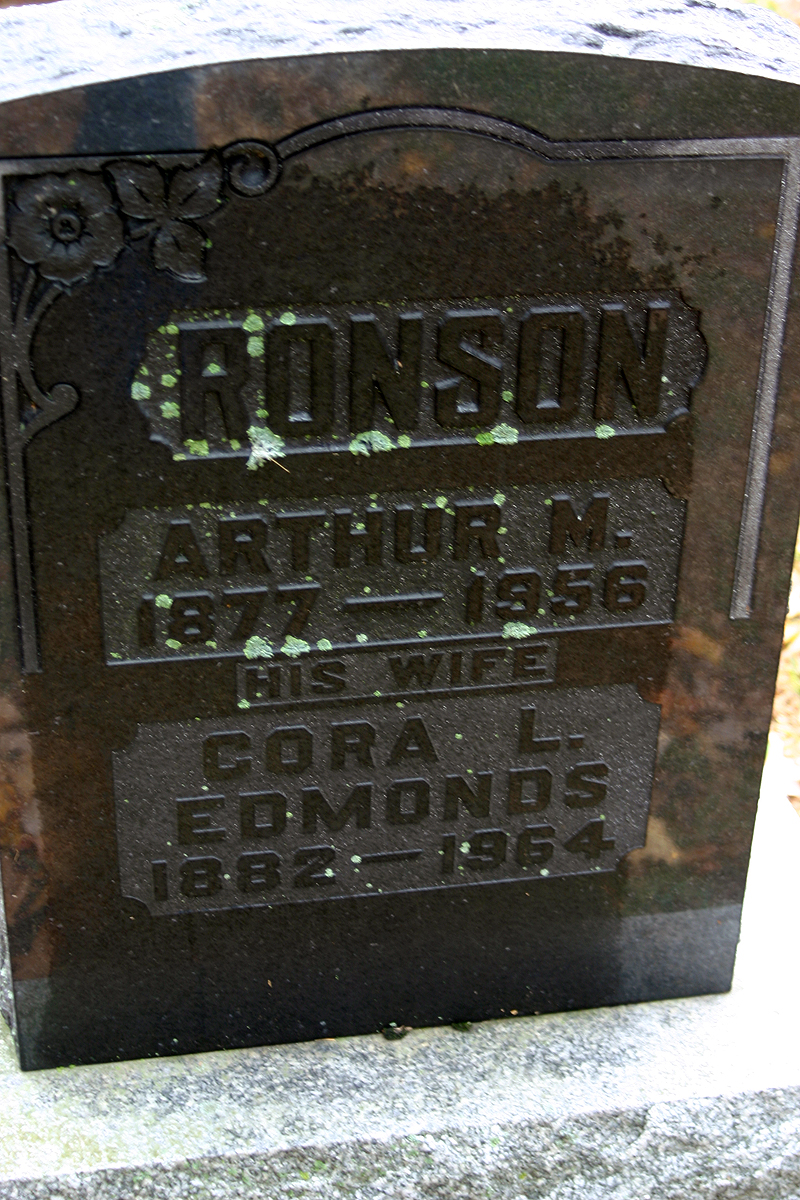 RONSON
ARTHUR M.
1877 — 1956
HIS WIFE
CORA L.
EDMONDS
1882 — 1964